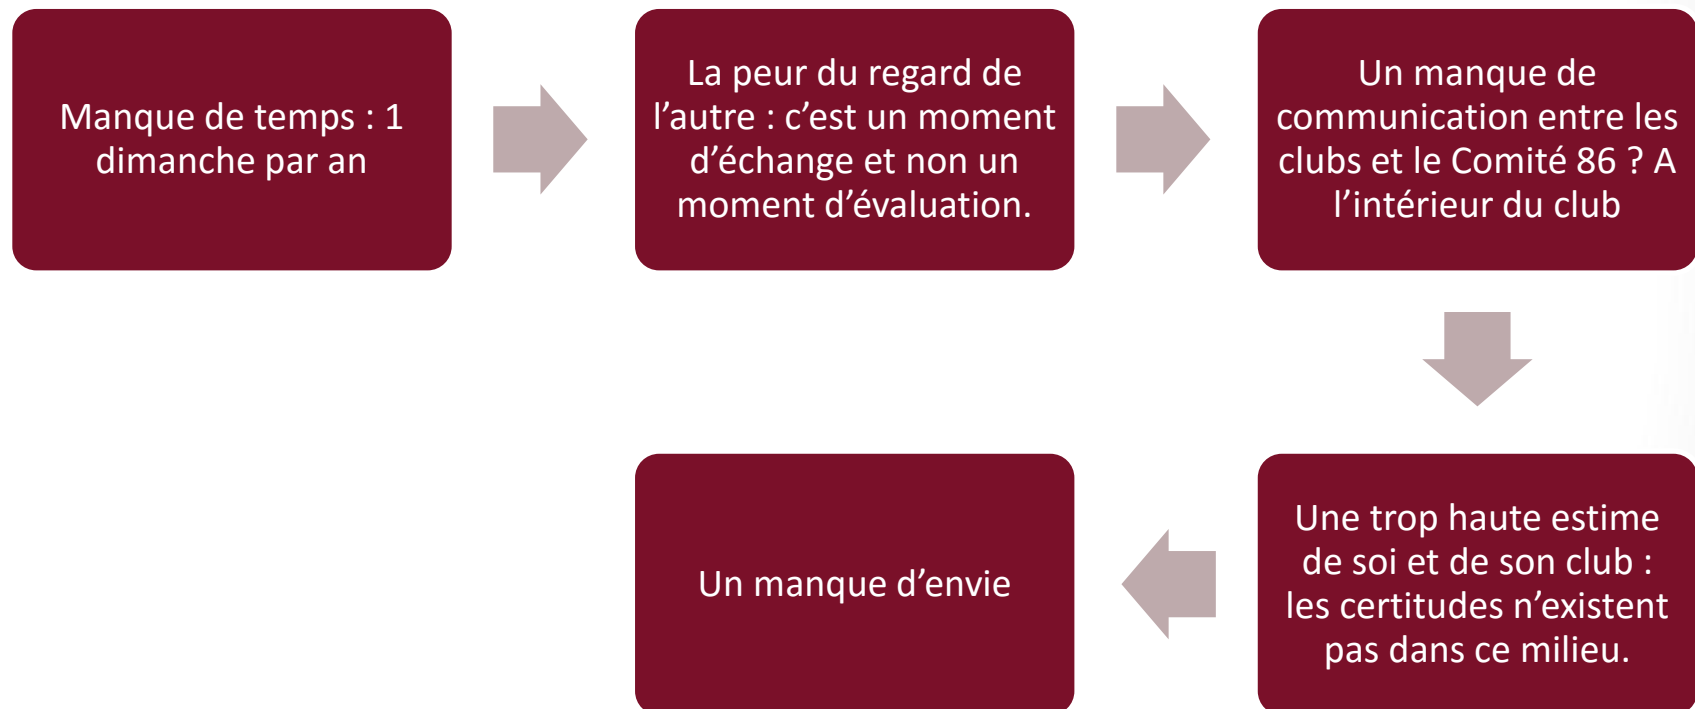 Manque de temps : 1
dimanche par an
La peur du regard de
l’autre : c’est un moment
d’échange et non un
moment d’évaluation.
Un manque de
communication entre les
clubs et le Comité 86 ? A
l’intérieur du club
Une trop haute estime
de soi et de son club :
les certitudes n’existent
pas dans ce milieu.
Un manque d’envie